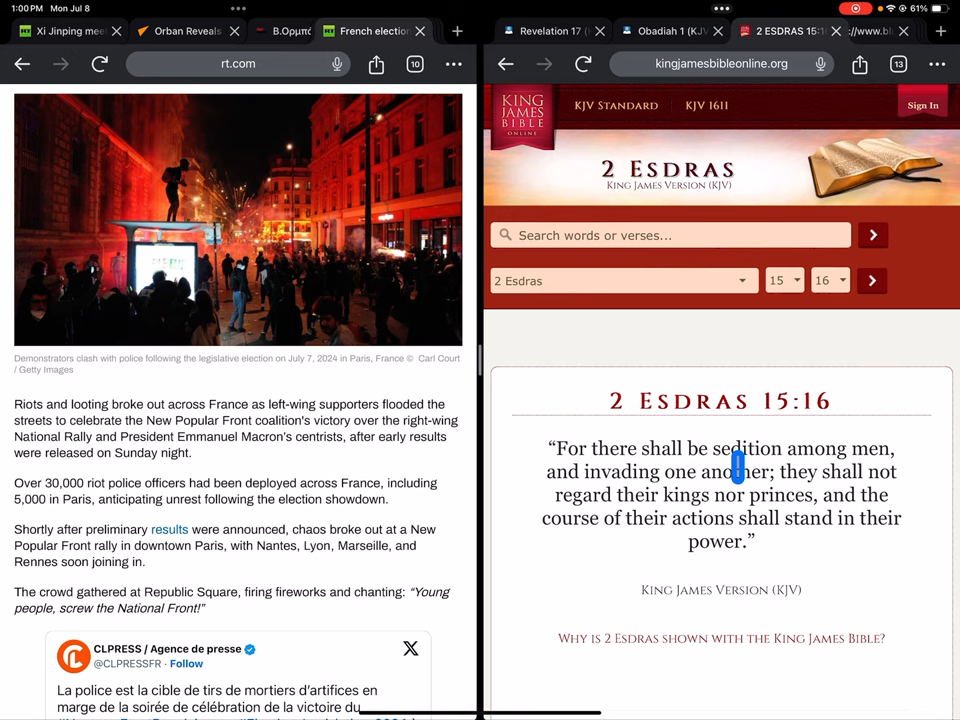 1:00 PM Mon Jul 8
61%
Xi Jinping mee
Orban Reveals
Β.Ορμπά
French election
rt.com
10
Demonstrators clash with police following the legislative election on July 7, 2024 in Paris, France © Carl Court
/ Getty Images
Riots and looting broke out across France as left-wing supporters flooded the
streets to celebrate the New Popular Front coalition's victory over the right-wing
National Rally and President Emmanuel Macron's centrists, after early results
were released on Sunday night.
Over 30,000 riot police officers had been deployed across France, including
5,000 in Paris, anticipating unrest following the election showdown.
Shortly after preliminary results were announced, chaos broke out at a New
Popular Front rally in downtown Paris, with Nantes, Lyon, Marseille, and
Rennes soon joining in.
The crowd gathered at Republic Square, firing fireworks and chanting: “Young
people, screw the National Front!”
CLPRESS / Agence de presse
@CLPRESSFR · Follow
La police est la cible de tirs de mortiers d'artifices en
marge de la soirée de célébration de la victoire du
Revelation 17 (
Obadiah 1 (KJV
2 ESDRAS 15:1
://www.bl
kingjamesbibleonline.org
13
KING
JAMES
BIBLE
ONLINE
KJV STANDARD
KJV 1611
Sign In
2 ESDRAS
KING JAMES VERSION (KJV)
Search words or verses...
2 Esdras
15
16
2 ESDRAS 15:16
“For there shall be sedition among men,
and invading one another; they shall not
regard their kings nor princes, and the
course of their actions shall stand in their
power.”
KING JAMES VERSION (KJV)
WHY IS 2 ESDRAS SHOWN WITH THE KING JAMES BIBLE?